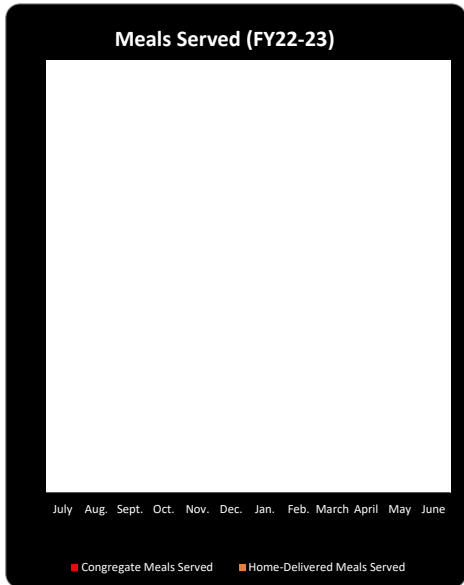 Meals Served (FY22-23)
July Aug. Sept. Oct. Nov. Dec. Jan. Feb. March April May June
Congregate Meals Served Home-Delivered Meals Served